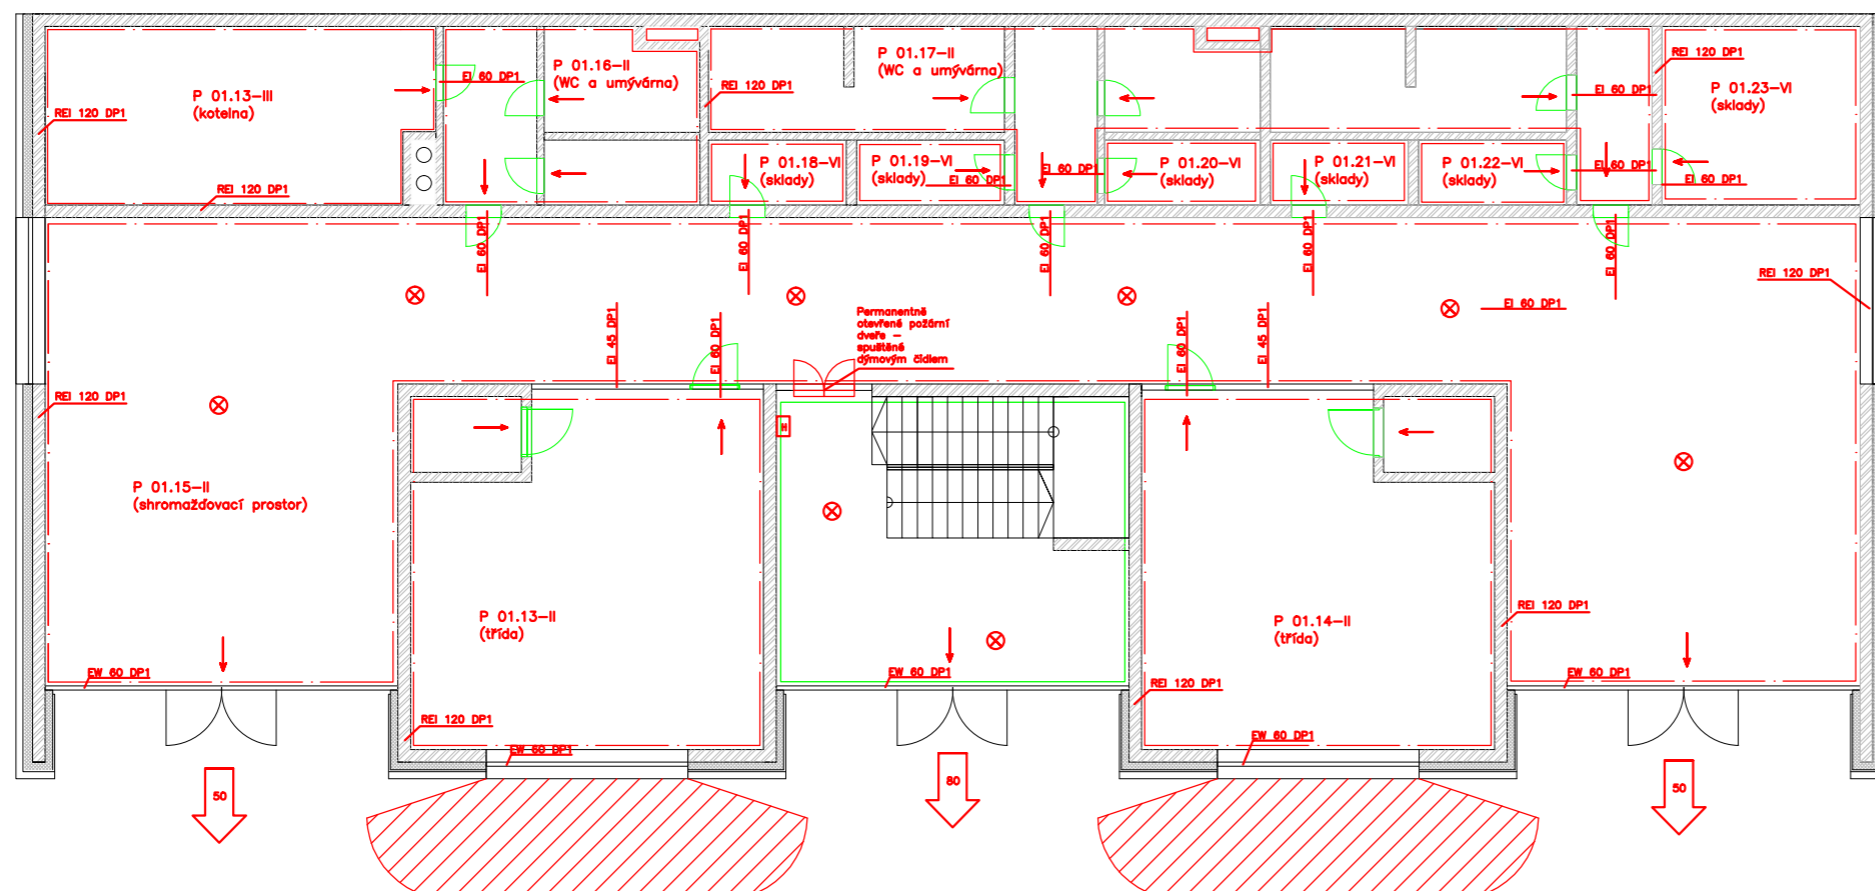 P 01.13-III
(kotelna)
REI 120 DP1
REI 120 DP1
EI 60 DP1
P 01.16-II
(WC a umývárna)
REI 120 DP1
P 01.17-II
(WC a umývárna)
EI 60 DP1
REI 120 DP1
P 01.23-VI
(sklady)
P 01.18-VI
(sklady)
P 01.19-VI
(sklady)
EI 60 DP1
EI 60 DP1
P 01.20-VI
(sklady)
P 01.21-VI
(sklady)
P 01.22-VI
(sklady)
EI 60 DP1
EI 60 DP1
EI 60 DP1
EI 60 DP1
EI 60 DP1
EI 60 DP1
EI 60 DP1
EI 60 DP1
REI 120 DP1
EI 60 DP1
EI 45 DP1
EI 60 DP1
Permanentně
otevřené požární
dveře -
spuštěné
dýmovým čidlem
EI 60 DP1
EI 45 DP1
REI 120 DP1
H
P 01.15-II
(shromažďovací prostor)
P 01.13-II
(třída)
P 01.14-II
(třída)
REI 120 DP1
EW 60 DP1
EW 60 DP1
REI 120 DP1
EW 60 DP1
REI 120 DP1
EW 60 DP1
EW 60 DP1
50
80
50